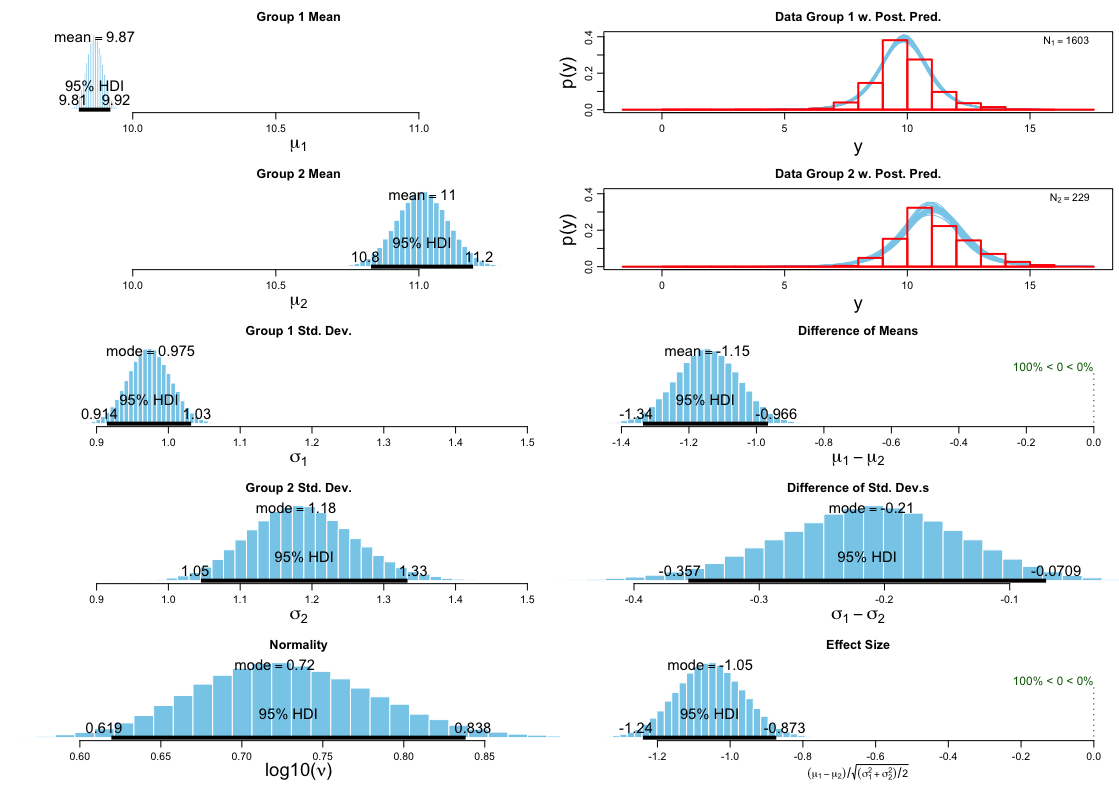 Group 1 Mean
mean = 9.87
95% HDI
9.81 9.92
10.0 10.5 11.0
μ1
Data Group 1 w. Post. Pred.
N1 = 1603
p(y)
0.0 0.2 0.4
0 5 10 15
y
Group 2 Mean
mean = 11
95% HDI
10.8 11.2
10.0 10.5 11.0
μ2
Data Group 2 w. Post. Pred.
N2 = 229
p(y)
0.0 0.2 0.4
0 5 10 15
y
Group 1 Std. Dev.
mode = 0.975
95% HDI
0.914 1.03
0.9 1.0 1.1 1.2 1.3 1.4 1.5
σ1
Difference of Means
mean = -1.15
100% < 0 < 0%
95% HDI
-1.34 -0.966
-1.4 -1.2 -1.0 -0.8 -0.6 -0.4 -0.2 0.0
μ1 − μ2
Group 2 Std. Dev.
mode = 1.18
95% HDI
1.05 1.33
0.9 1.0 1.1 1.2 1.3 1.4 1.5
σ2
Difference of Std. Dev.s
mode = -0.21
95% HDI
-0.357 -0.0709
-0.4 -0.3 -0.2 -0.1
σ1 − σ2
Normality
mode = 0.72
95% HDI
0.619 0.838
0.60 0.65 0.70 0.75 0.80 0.85
log10(ν)
Effect Size
mode = -1.05
100% < 0 < 0%
95% HDI
-1.24 -0.873
-1.2 -1.0 -0.8 -0.6 -0.4 -0.2 0.0
(μ1 − μ2)/√(σ1² + σ2²)/2